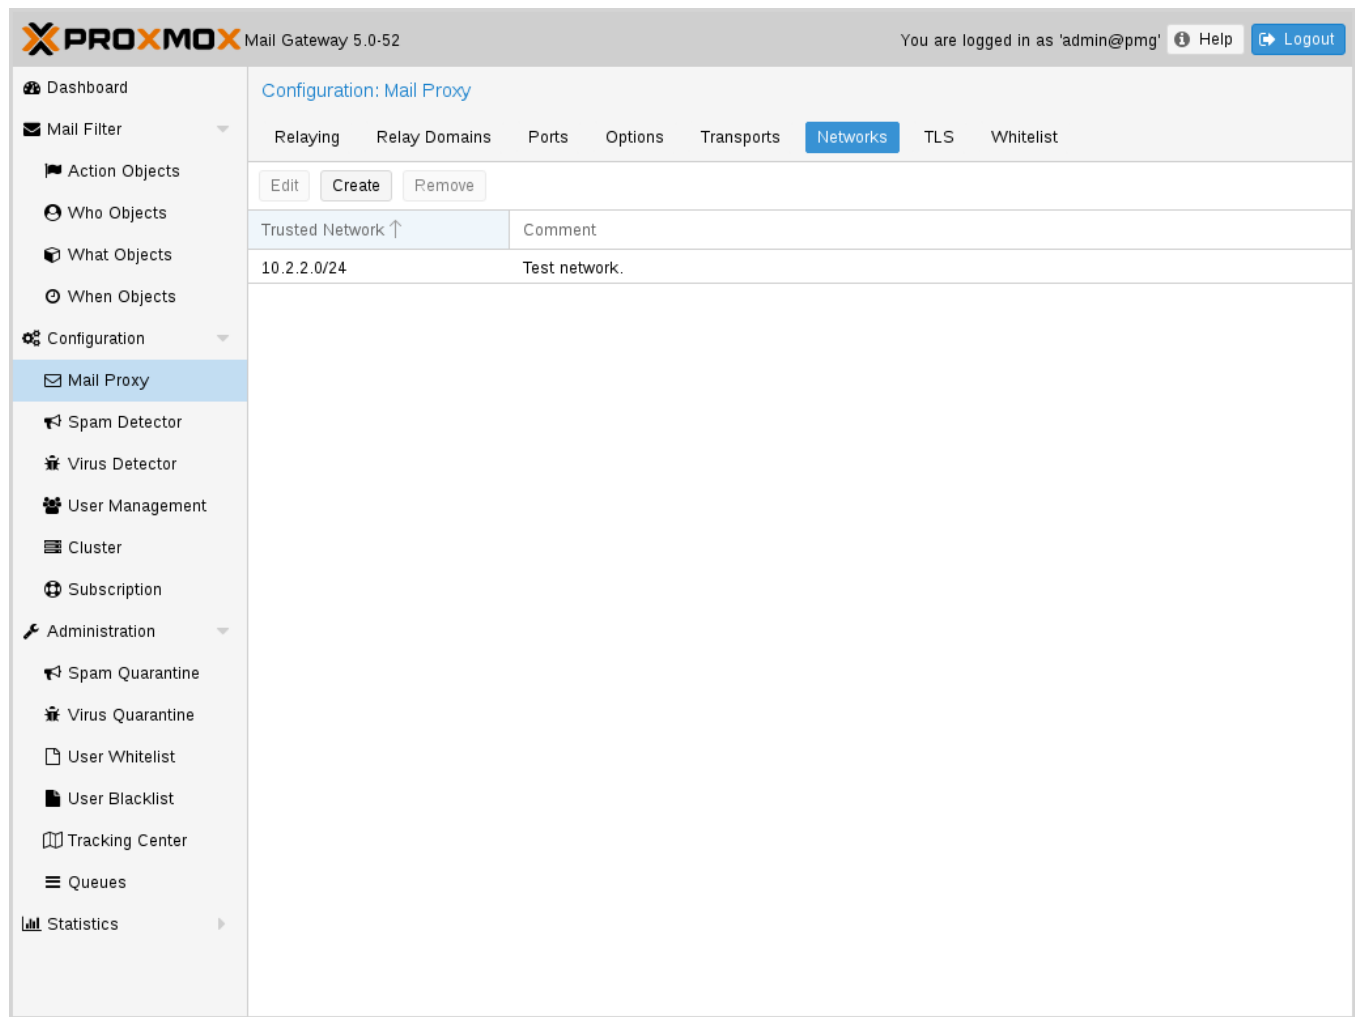 PROXMOX Mail Gateway 5.0-52 You are logged in as 'admin@pmg' Help Logout
Dashboard
Mail Filter
Action Objects
Who Objects
What Objects
When Objects
Configuration
Mail Proxy
Spam Detector
Virus Detector
User Management
Cluster
Subscription
Administration
Spam Quarantine
Virus Quarantine
User Whitelist
User Blacklist
Tracking Center
Queues
Statistics
Configuration: Mail Proxy
Relaying Relay Domains Ports Options Transports Networks TLS Whitelist
Edit Create Remove
Trusted Network Comment
10.2.2.0/24 Test network.